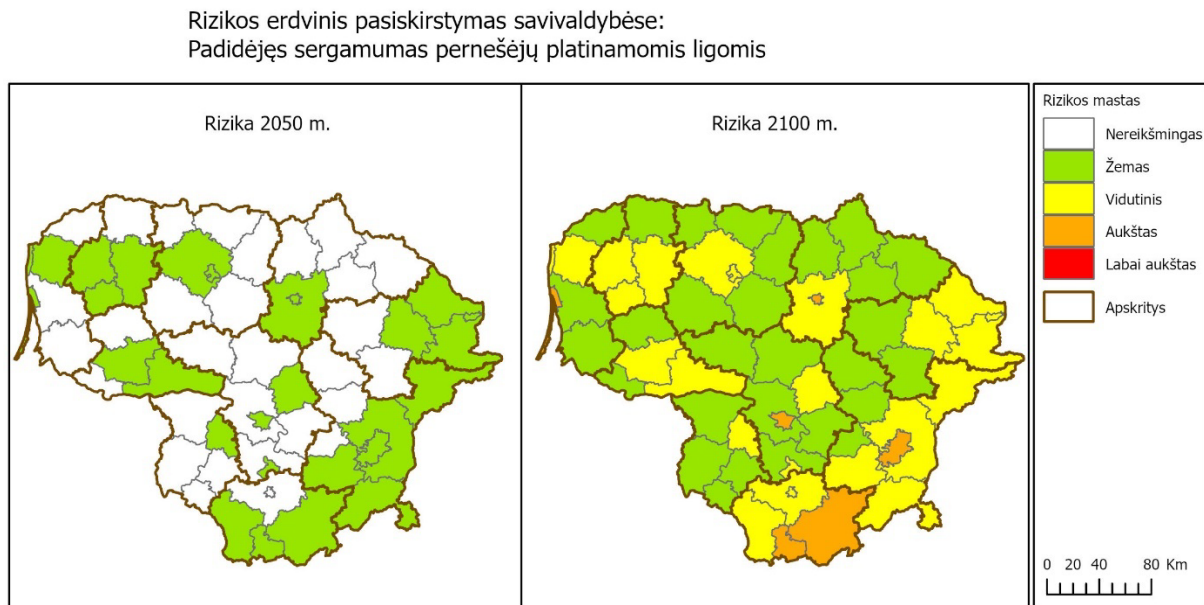 Rizikos erdvinis pasiskirstymas savivaldybėse:
Padidėjęs sergamumas pernešėjų platinamomis ligomis
Rizika 2050 m.
Rizika 2100 m.
Rizikos mastas
Nereikšmingas
Žemas
Vidutinis
Aukštas
Labai aukštas
Apskritys
0 20 40 80 Km